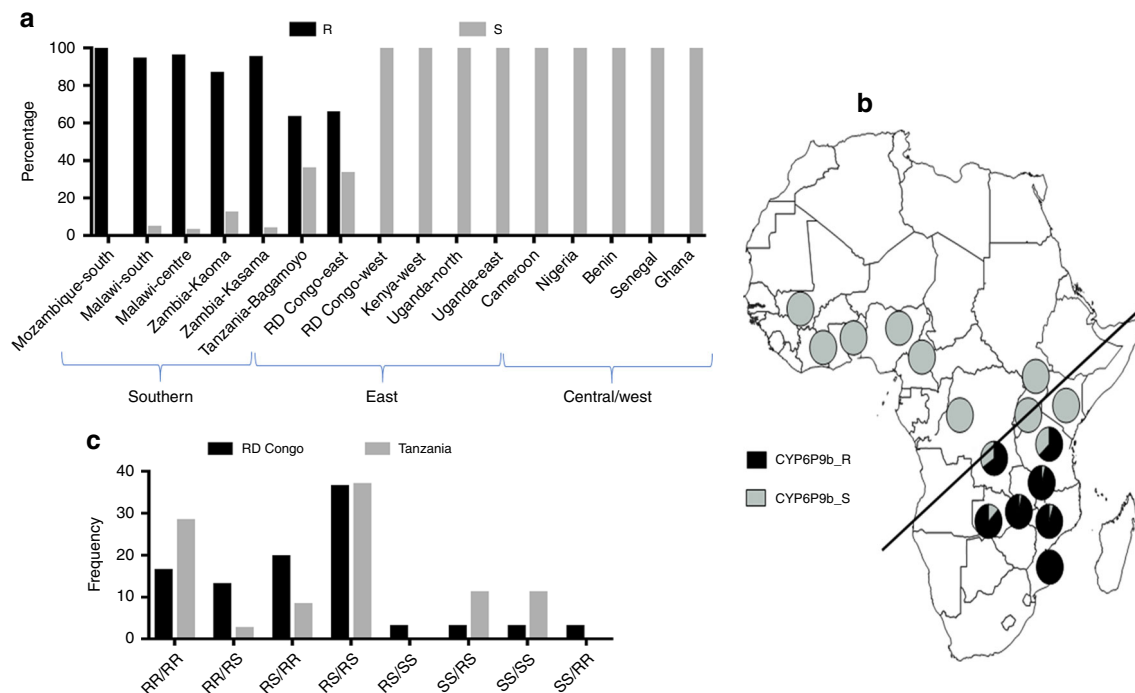 a
R
S
100
80
60
40
20
0
Percentage
Mozambique-south
Malawi-south
Malawi-centre
Zambia-Kaoma
Zambia-Kasama
Tanzania-Bagamoyo
RD Congo-east
RD Congo-west
Kenya-west
Uganda-north
Uganda-east
Cameroon
Nigeria
Benin
Senegal
Ghana
Southern
East
Central/west
b
CYP6P9b_R
CYP6P9b_S
c
RD Congo
Tanzania
40
30
20
10
0
Frequency
RR/RR
RR/RS
RS/RR
RS/RS
RS/SS
SS/RS
SS/SS
SS/RR